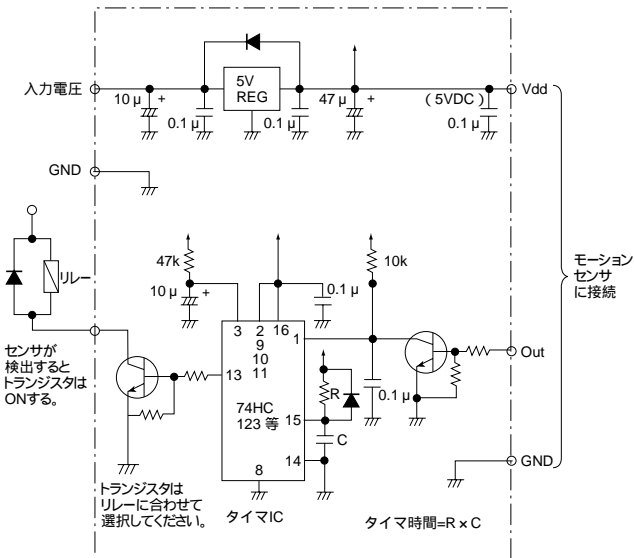 入力電圧
10μ
+
0.1μ
5V
REG
0.1μ
47μ
+
(5VDC)
0.1μ
Vdd
GND
リレー
センサが
検出すると
トランジスタは
ONする。
47k
10μ
+
0.1μ
10k
モーション
センサ
に接続
3
2
16
9
10
11
1
13
74HC
123 等
15
14
8
R
C
0.1μ
Out
GND
トランジスタは
リレーに合わせて
選択してください。
タイマIC
タイマ時間=R×C